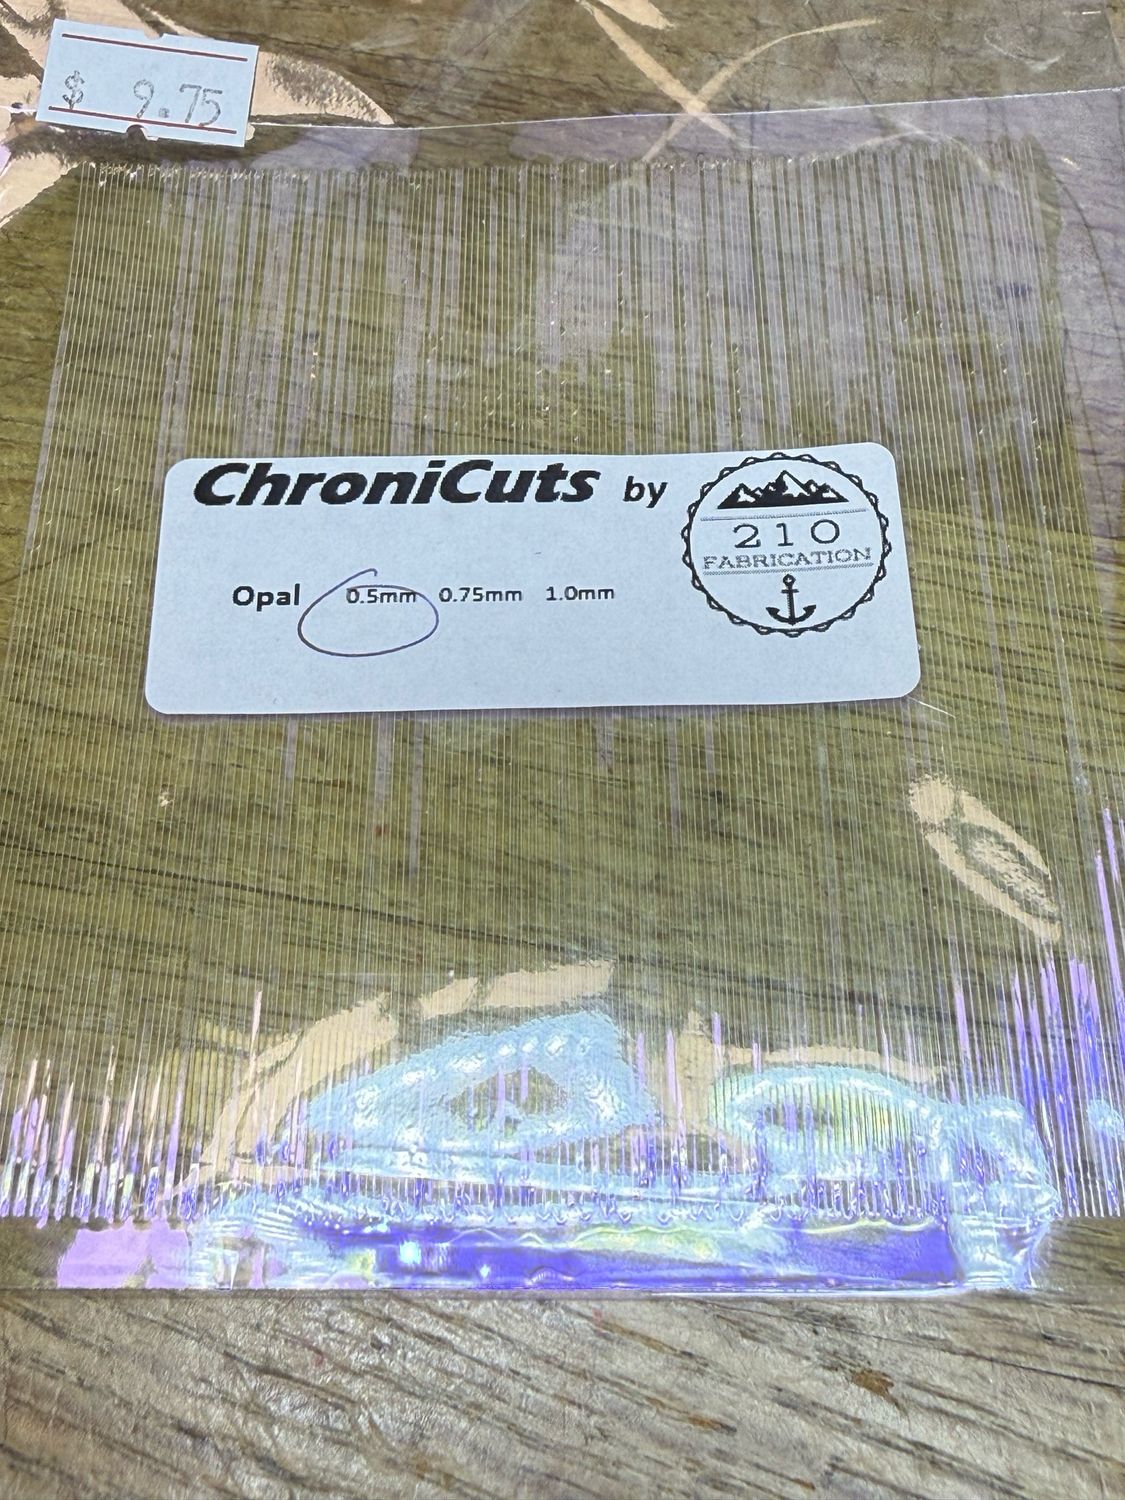 $ 9.75
ChroniCuts by
210
FABRICATION
Opal 0.5mm 0.75mm 1.0mm